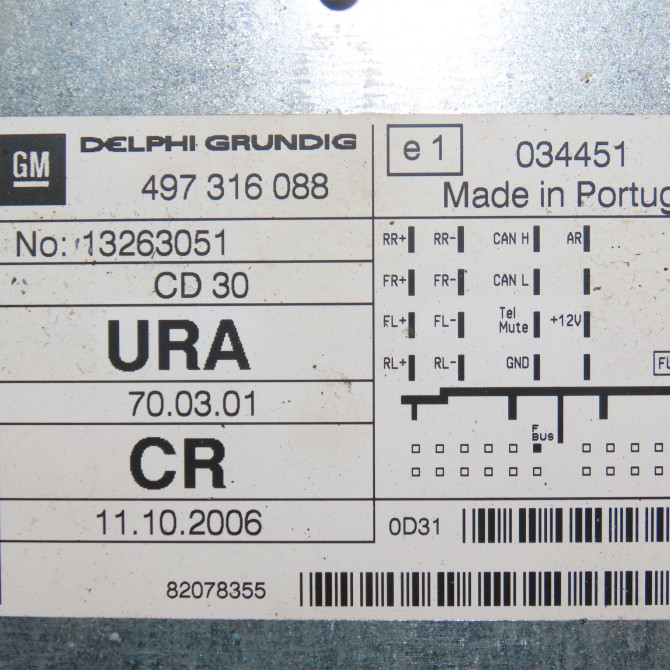 GM
DELPHI GRUNDIG
497 316 088
e1
034451
Made in Portug
No: 13263051
CD 30
URA
70.03.01
CR
11.10.2006
RR+ RR- CAN H AR
FR+ FR- CAN L
FL+ FL- Tel Mute +12V
RL+ RL- GND
FU
F
BUS
0D31
82078355